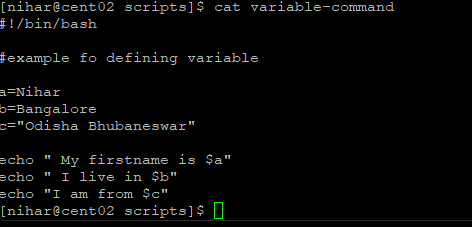 [nihar@cent02 scripts]$ cat variable-command
#!/bin/bash
#example fo defining variable
a=Nihar
b=Bangalore
c="Odisha Bhubaneswar"
echo " My firstname is $a"
echo " I live in $b"
echo "I am from $c"
[nihar@cent02 scripts]$